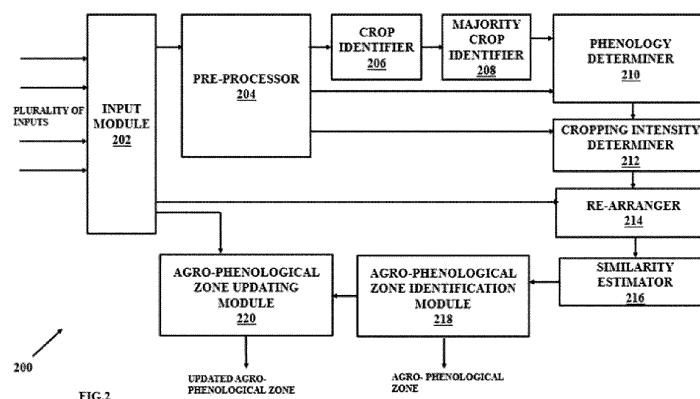 PLURALITY OF
INPUTS
INPUT
MODULE
202
PRE-PROCESSOR
204
CROP
IDENTIFIER
206
MAJORITY
CROP
IDENTIFIER
208
PHENOLOGY
DETERMINER
210
CROPPING INTENSITY
DETERMINER
212
RE-ARRANGER
214
SIMILARITY
ESTIMATOR
216
AGRO-PHENOLOGICAL
ZONE IDENTIFICATION
MODULE
218
AGRO-PHENOLOGICAL
ZONE UPDATING
MODULE
220
UPDATED AGRO-
PHENOLOGICAL ZONE
AGRO- PHENOLOGICAL
ZONE
200
FIG.2